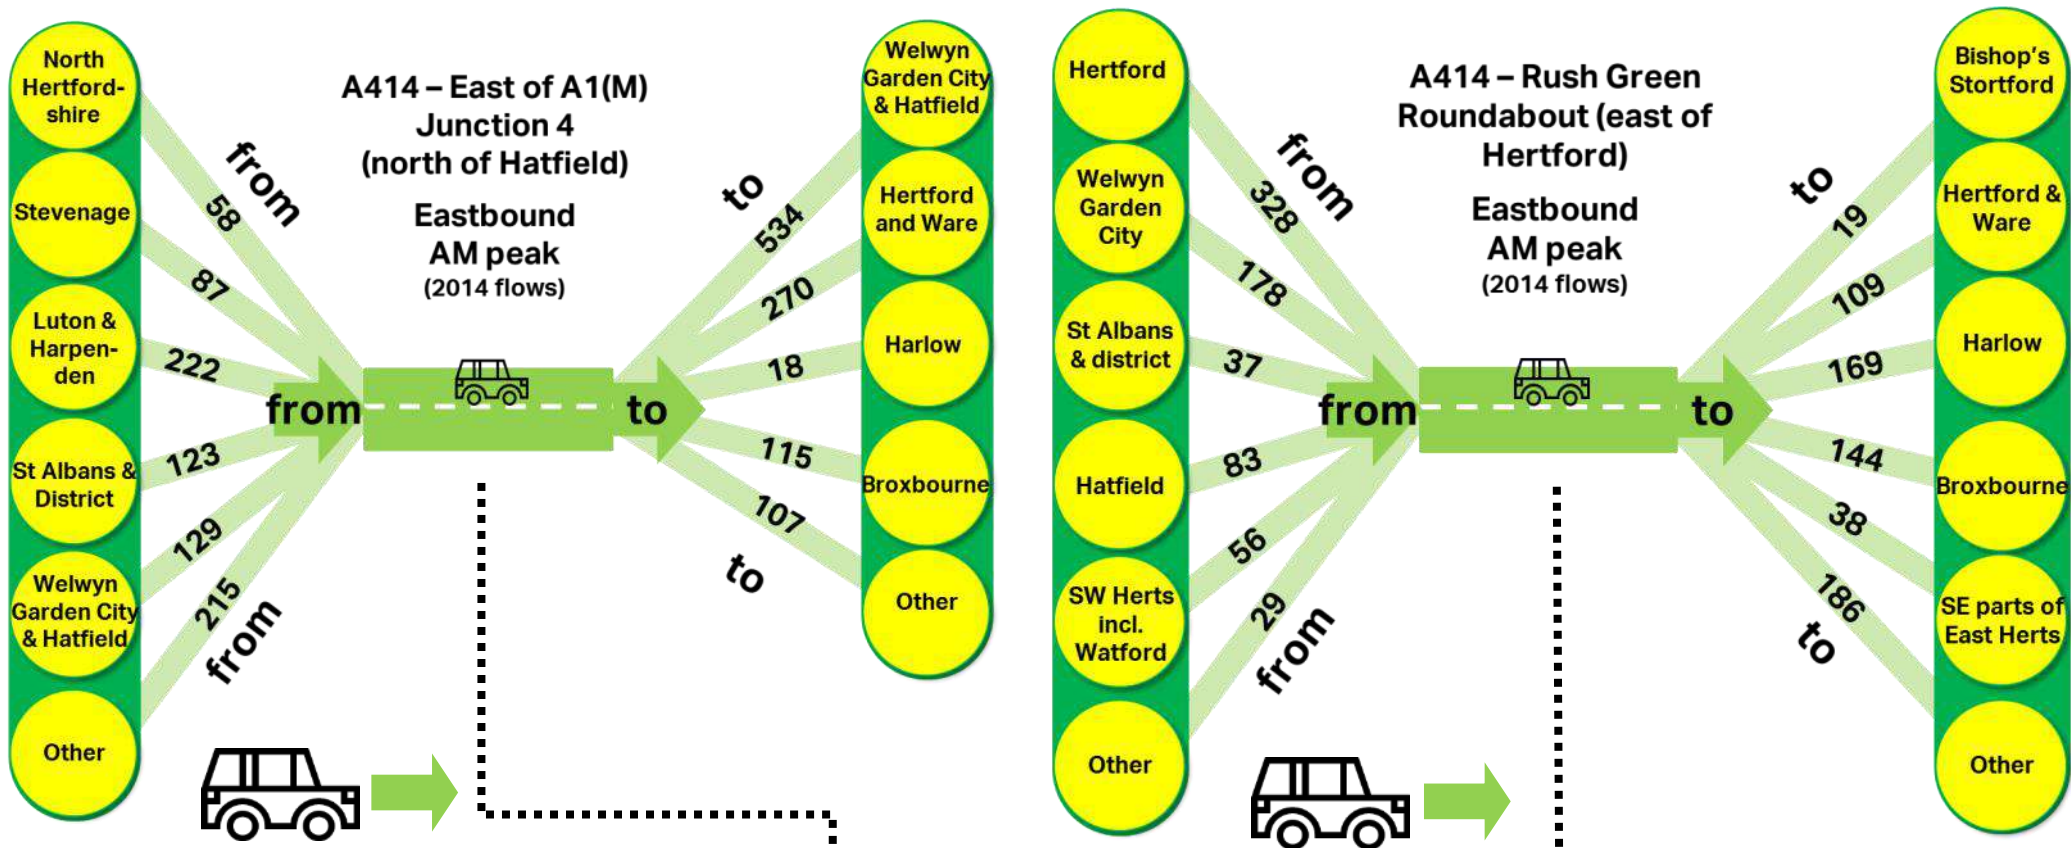 North
Hertford-
shire
Stevenage
Luton &
Harpen-
den
St Albans &
District
Welwyn
Garden City
& Hatfield
Other
from
58
87
222
123
129
215
from
A414 – East of A1(M)
Junction 4
(north of Hatfield)
Eastbound
AM peak
(2014 flows)
from
to
to
534
270
18
115
107
to
Welwyn
Garden City
& Hatfield
Hertford
and Ware
Harlow
Broxbourne
Other
Hertford
Welwyn
Garden
City
St Albans
& district
Hatfield
SW Herts
incl.
Watford
Other
from
328
178
37
83
56
29
from
A414 – Rush Green
Roundabout (east of
Hertford)
Eastbound
AM peak
(2014 flows)
from
to
to
19
109
169
144
38
186
to
Bishop's
Stortford
Hertford &
Ware
Harlow
Broxbourne
SE parts of
East Herts
Other